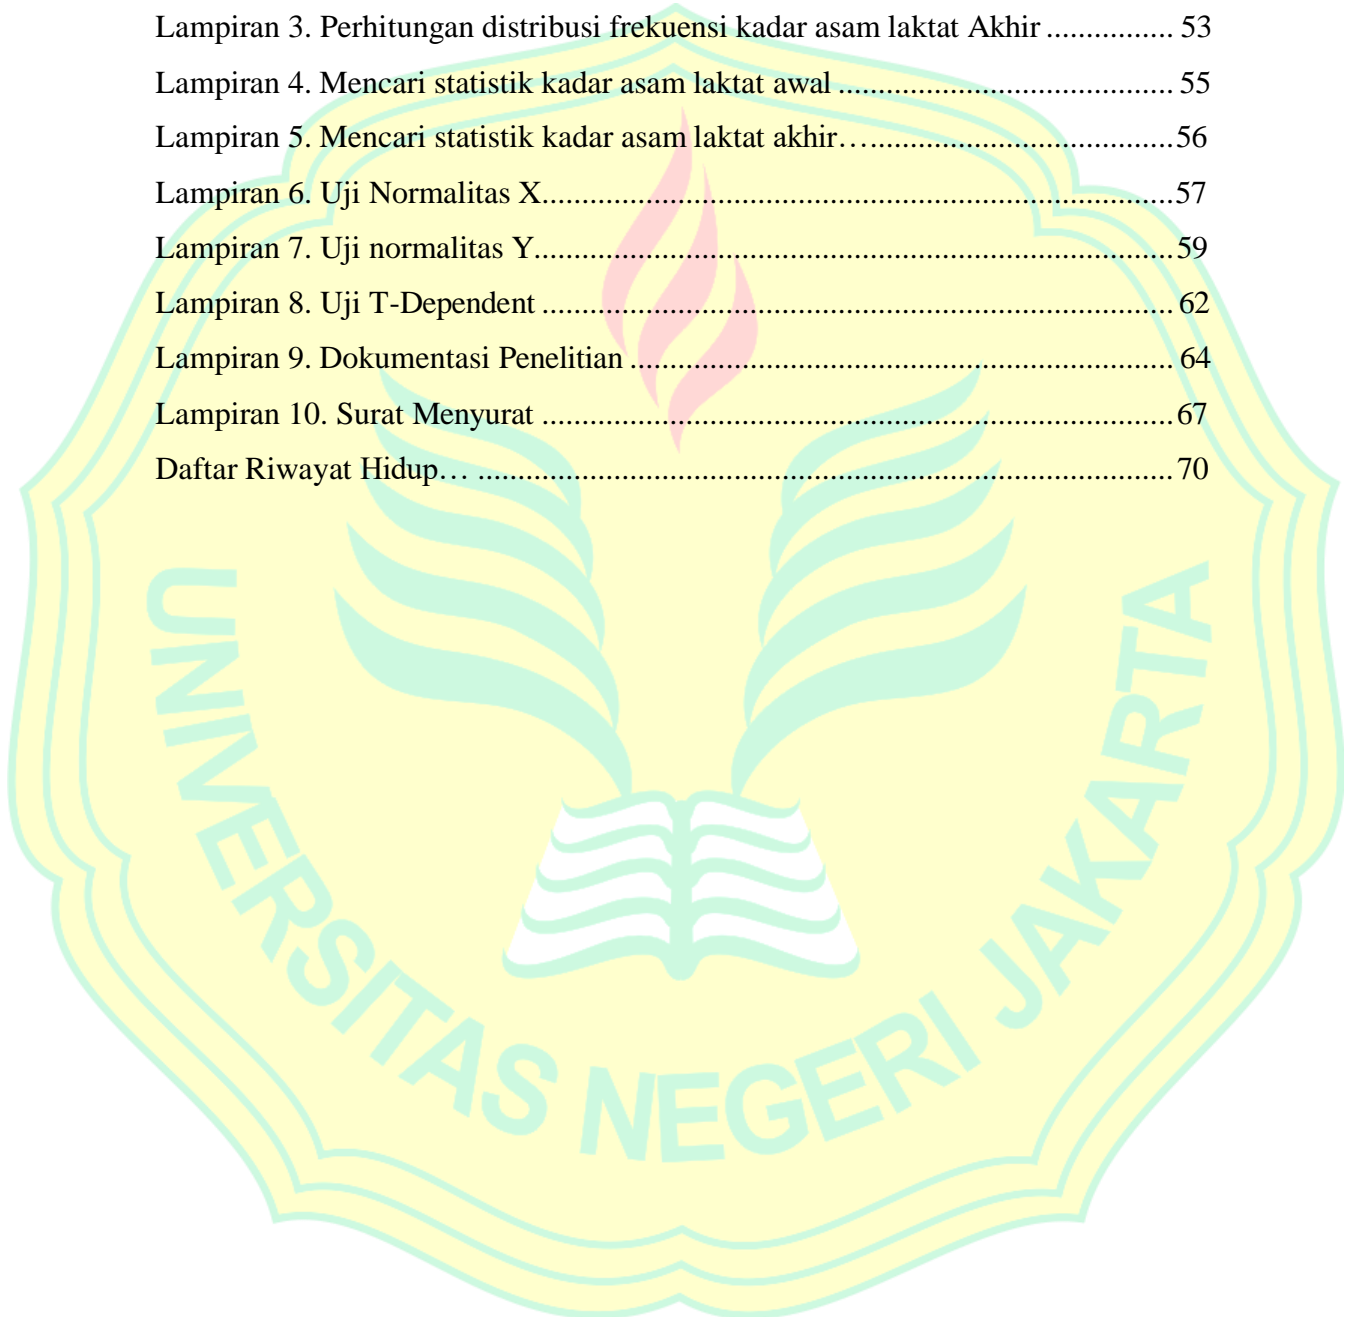 Lampiran 3. Perhitungan distribusi frekuensi kadar asam laktat Akhir ................ 53
Lampiran 4. Mencari statistik kadar asam laktat awal ......................................... 55
Lampiran 5. Mencari statistik kadar asam laktat akhir….....................................56
Lampiran 6. Uji Normalitas X.............................................................................57
Lampiran 7. Uji normalitas Y..............................................................................59
Lampiran 8. Uji T-Dependent ............................................................................. 62
Lampiran 9. Dokumentasi Penelitian .................................................................. 64
Lampiran 10. Surat Menyurat .............................................................................67
Daftar Riwayat Hidup… ..................................................................................... 70
UNIVERSITAS NEGERI JAKARTA